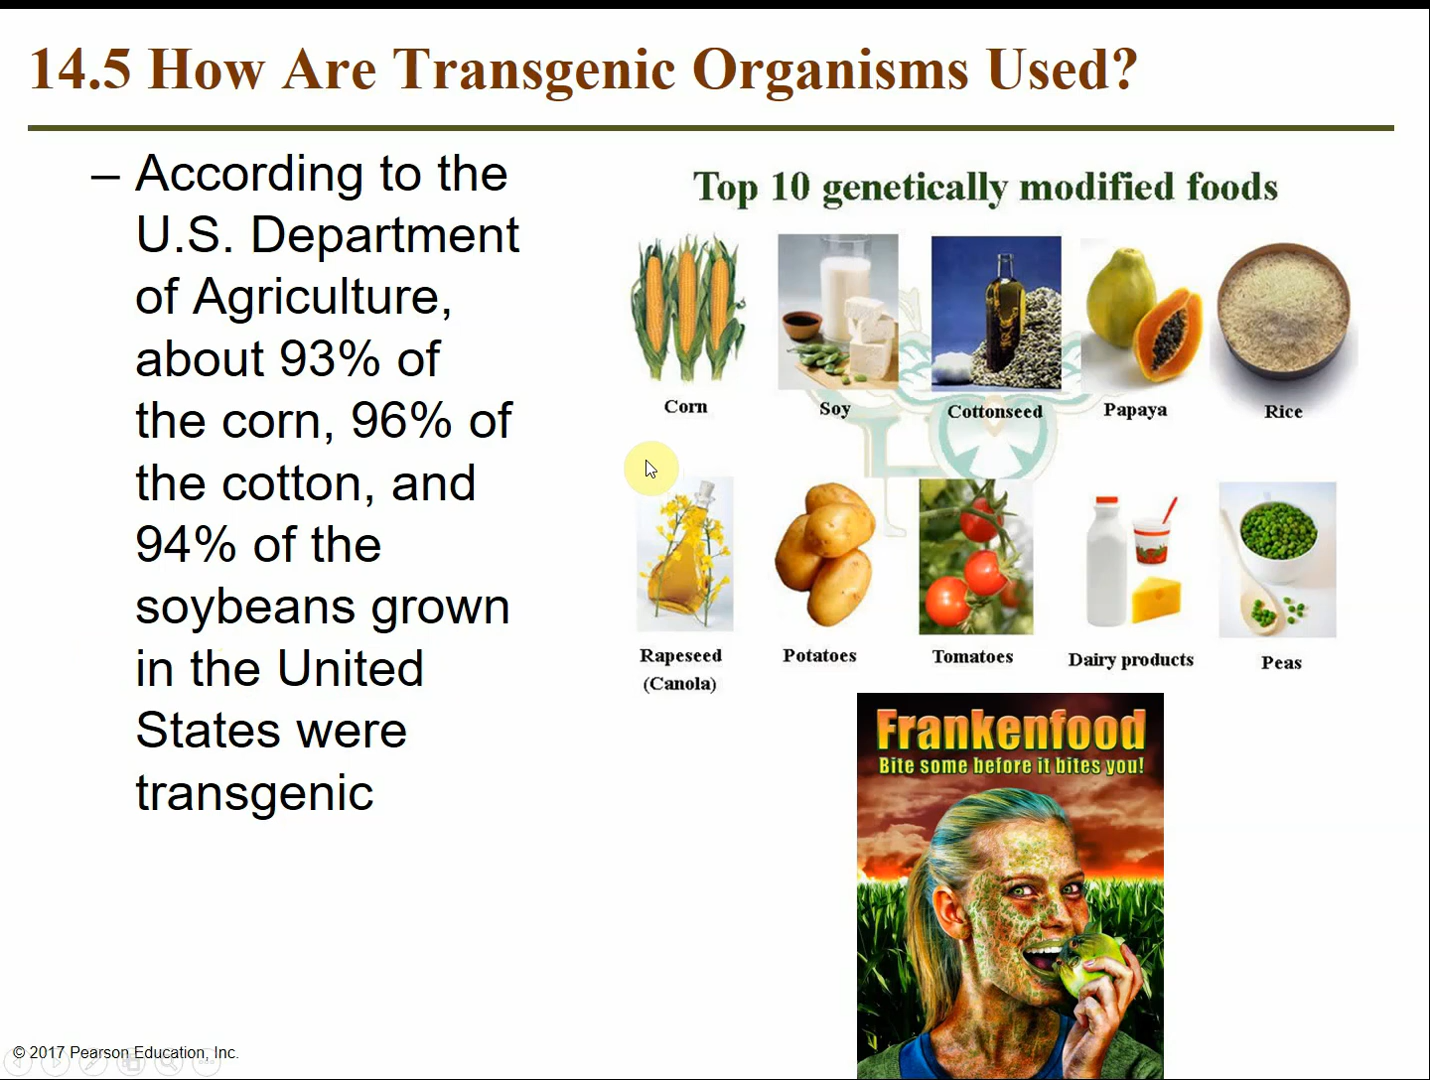 14.5 How Are Transgenic Organisms Used?
– According to the
U.S. Department
of Agriculture,
about 93% of
the corn, 96% of
the cotton, and
94% of the
soybeans grown
in the United
States were
transgenic
Top 10 genetically modified foods
Corn
Soy
Cottonseed
Papaya
Rice
Rapeseed
(Canola)
Potatoes
Tomatoes
Dairy products
Peas
Frankenfood
Bite some before it bites you!
© 2017 Pearson Education, Inc.